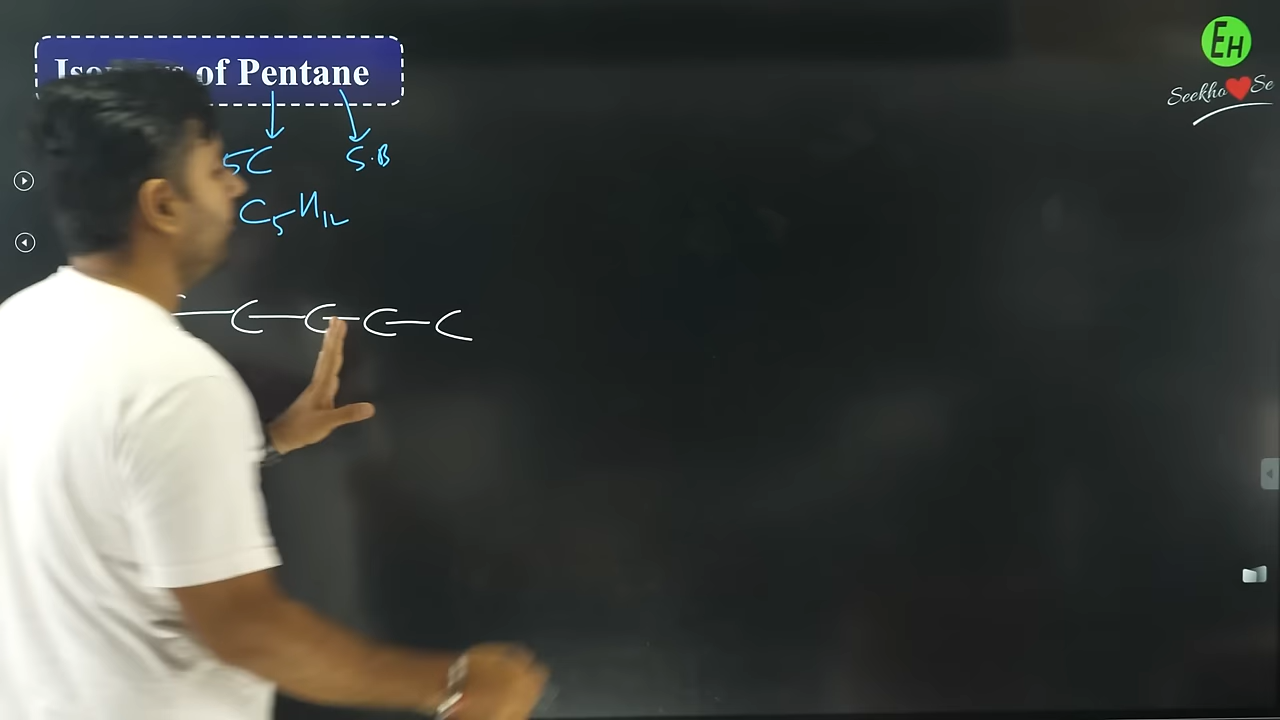 of Pentane
5C S.B
C5H12
C—C—C—C
EH
Seekho ❤ Se